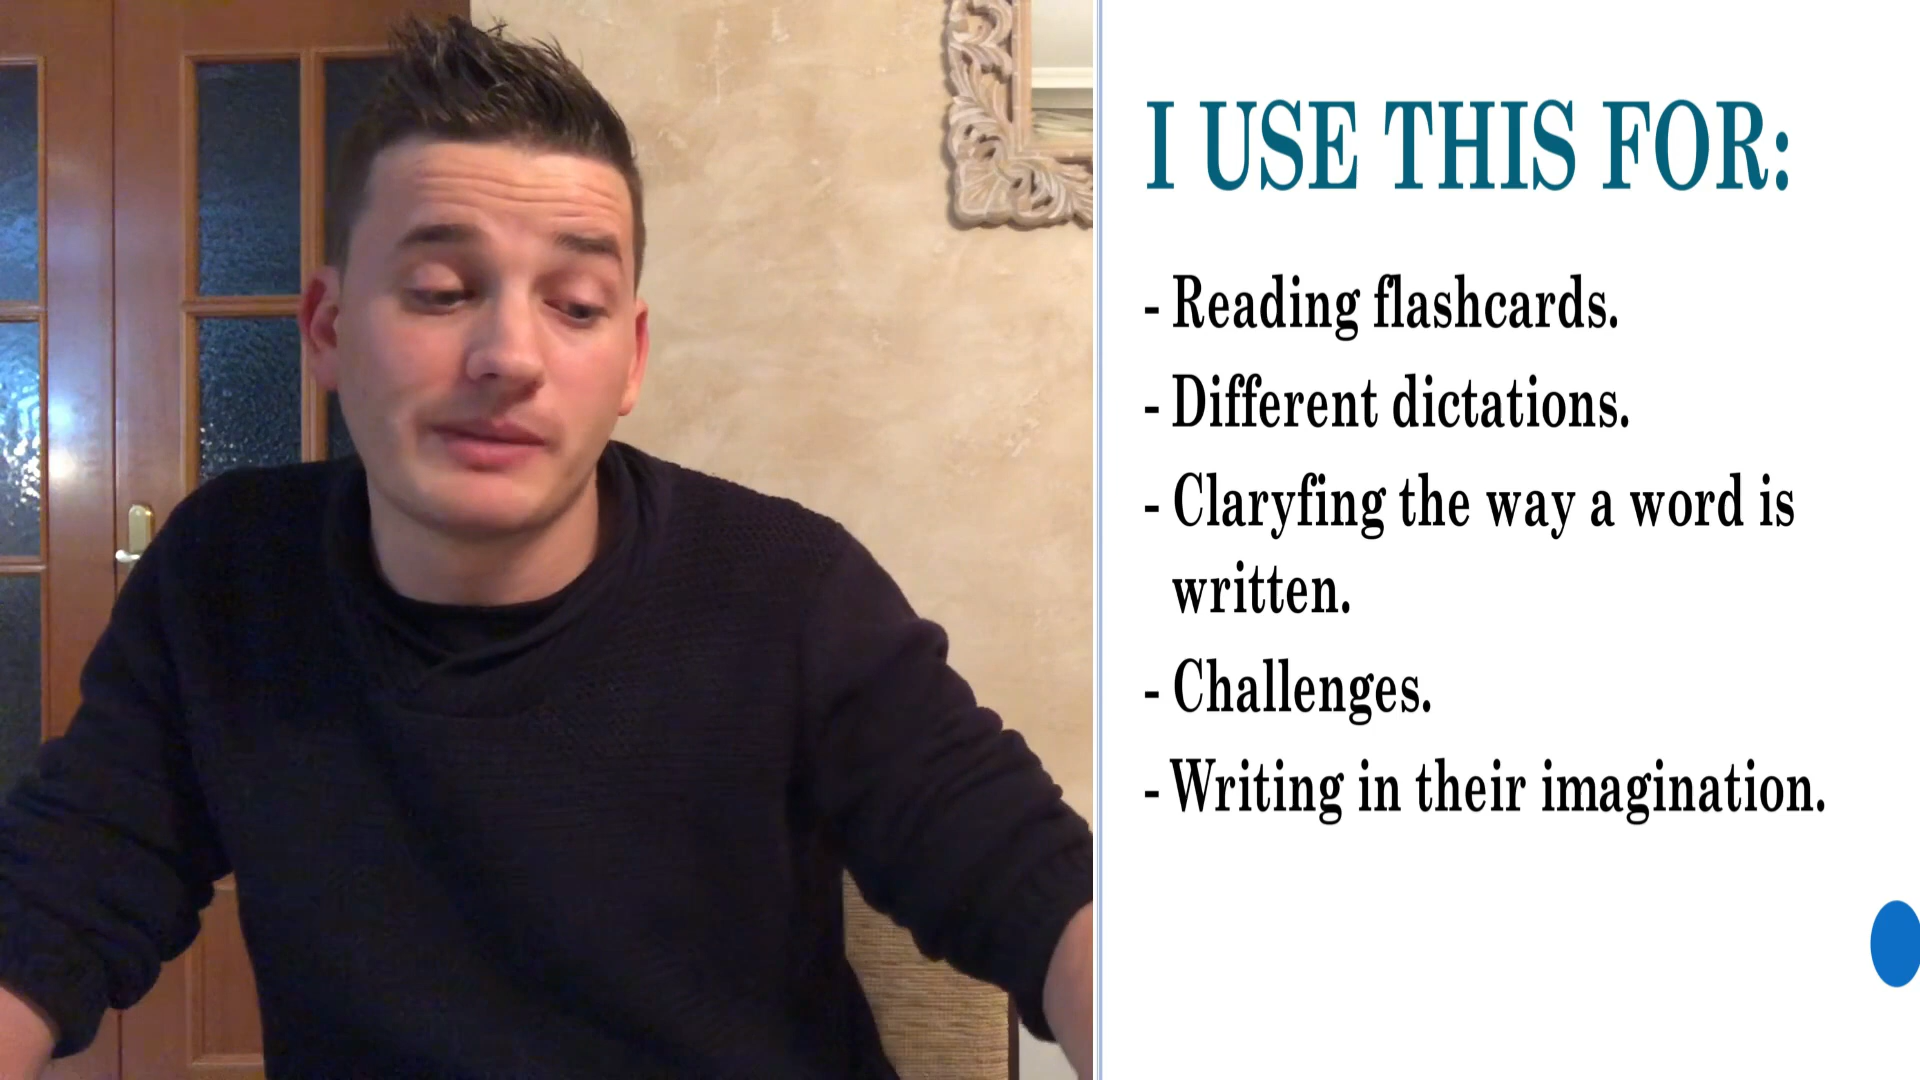 I USE THIS FOR:
- Reading flashcards.
- Different dictations.
- Claryfing the way a word is
written.
- Challenges.
- Writing in their imagination.